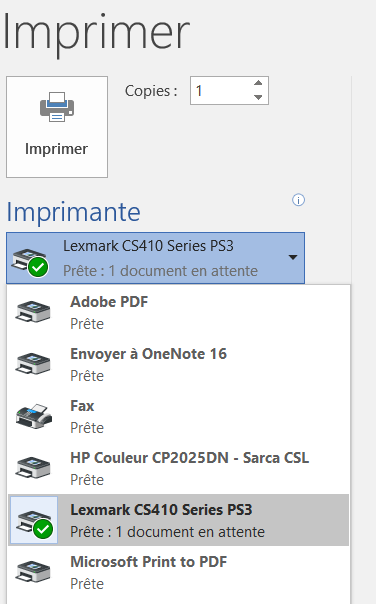 Imprimer
Copies :
1
Imprimer
Imprimante
Lexmark CS410 Series PS3
Prête : 1 document en attente
Adobe PDF
Prête
Envoyer à OneNote 16
Prête
Fax
Prête
HP Couleur CP2025DN - Sarca CSL
Prête
Lexmark CS410 Series PS3
Prête : 1 document en attente
Microsoft Print to PDF
Prête